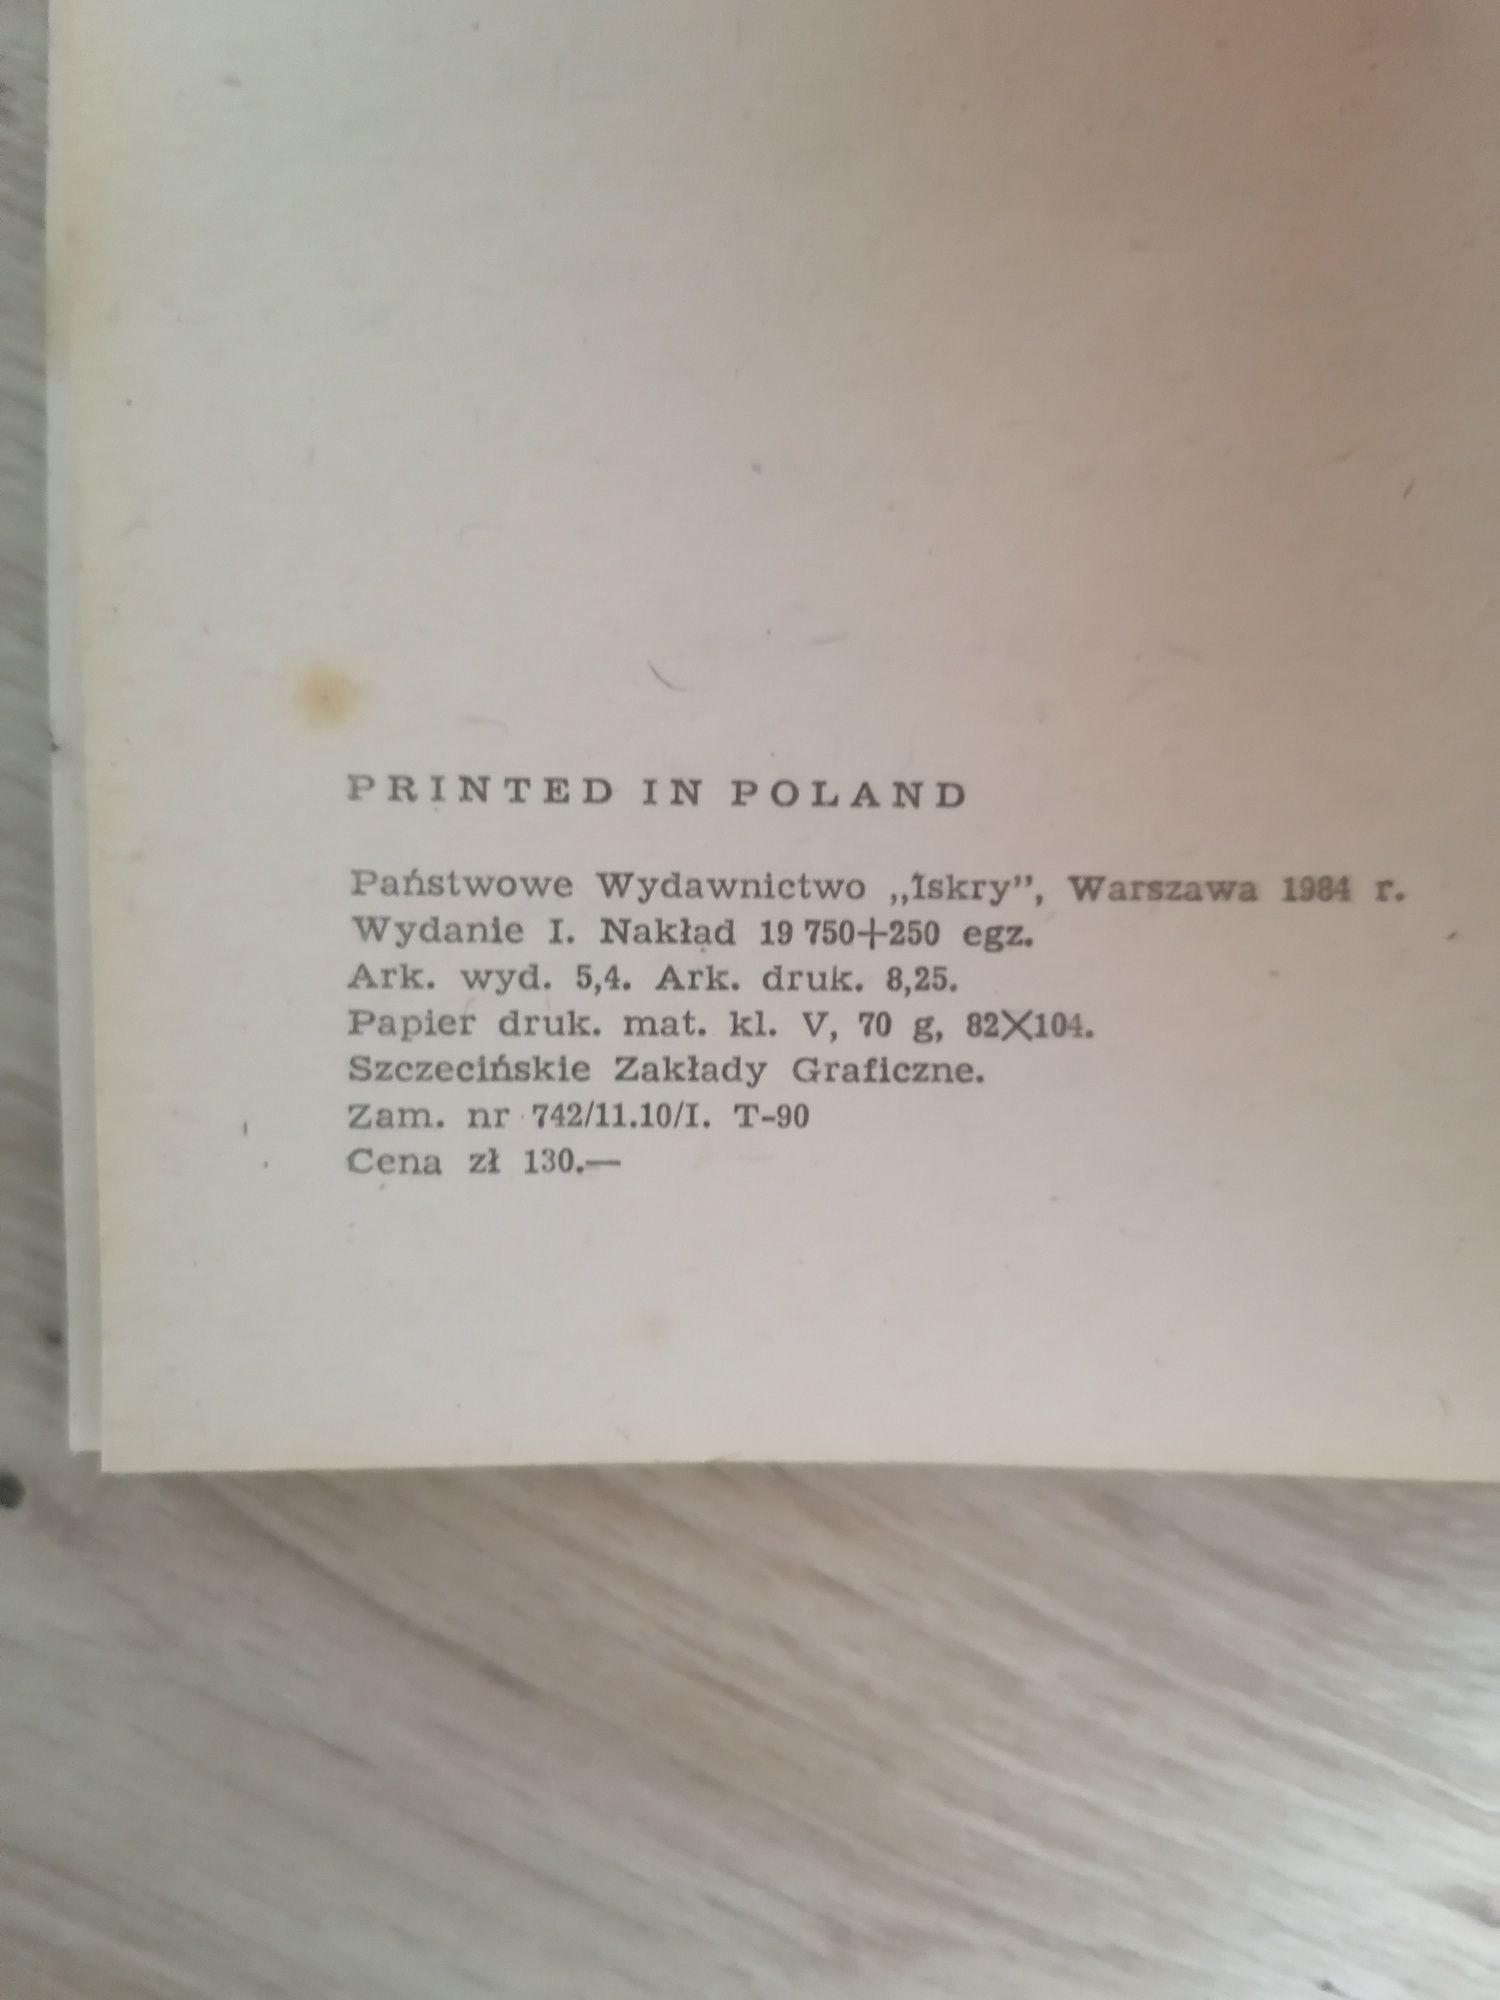 PRINTED IN POLAND
Państwowe Wydawnictwo „Iskry”, Warszawa 1984 r.
Wydanie I. Nakład 19 750+250 egz.
Ark. wyd. 5,4. Ark. druk. 8,25.
Papier druk. mat. kl. V, 70 g, 82×104.
Szczecińskie Zakłady Graficzne.
Zam. nr 742/11.10/I. T-90
Cena zł 130.—